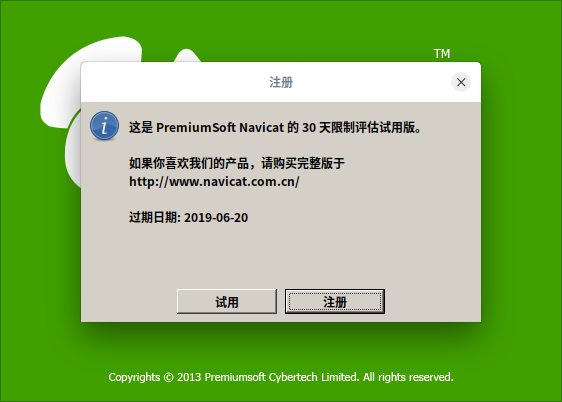 TM
注册
这是 PremiumSoft Navicat 的 30 天限制评估试用版。
如果你喜欢我们的产品，请购买完整版于
http://www.navicat.com.cn/
过期日期: 2019-06-20
试用
注册
Copyrights © 2013 Premiumsoft Cybertech Limited. All rights reserved.